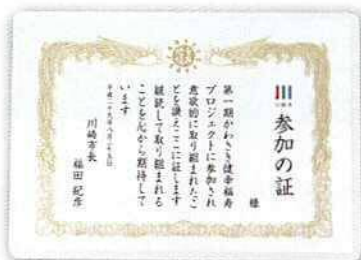 参加の証
様
第一期かわさき健幸福寿
プロジェクトに参加され
意欲的に取り組まれたこ
とを讃えここに証します
継続して取り組まれる
ことを心から期待して
います
川崎市長
福田紀彦